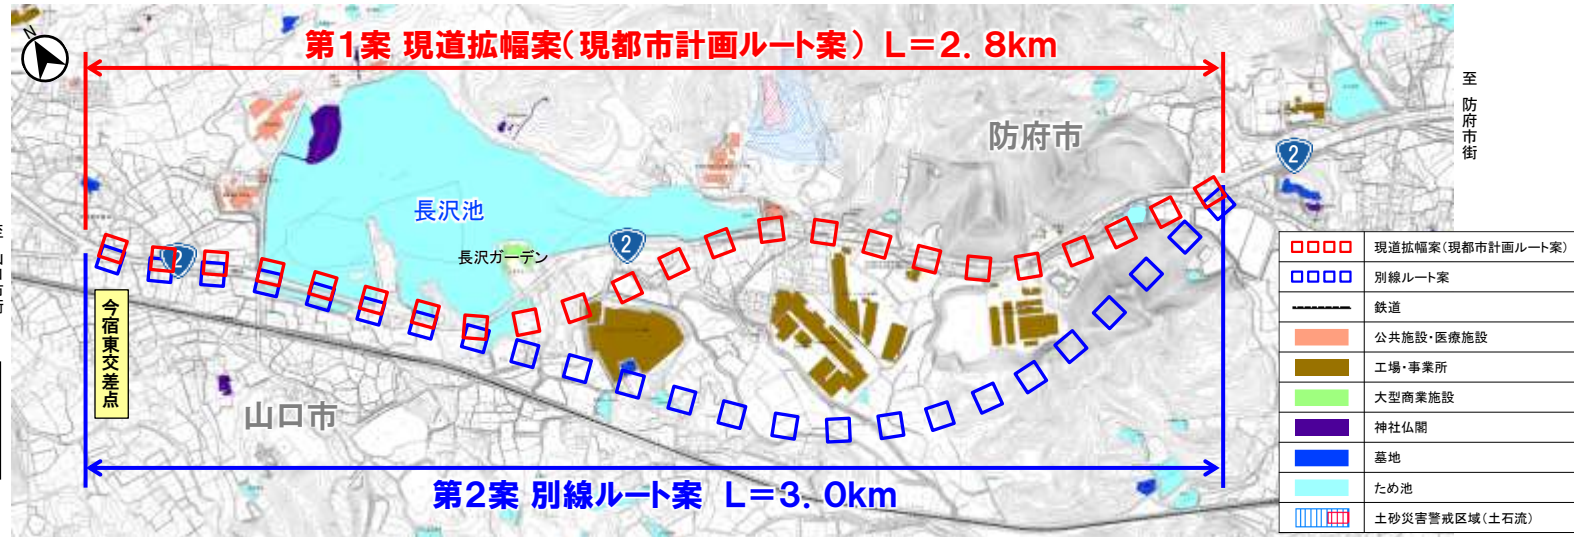 第1案 現道拡幅案(現都市計画ルート案) L=2.8km
N
至 防府市街
防府市
2
長沢池
2
長沢ガーデン
2
今宿東交差点
山口市
第2案 別線ルート案 L=3.0km
現道拡幅案(現都市計画ルート案)
別線ルート案
鉄道
公共施設・医療施設
工場・事業所
大型商業施設
神社仏閣
墓地
ため池
土砂災害警戒区域(土石流)